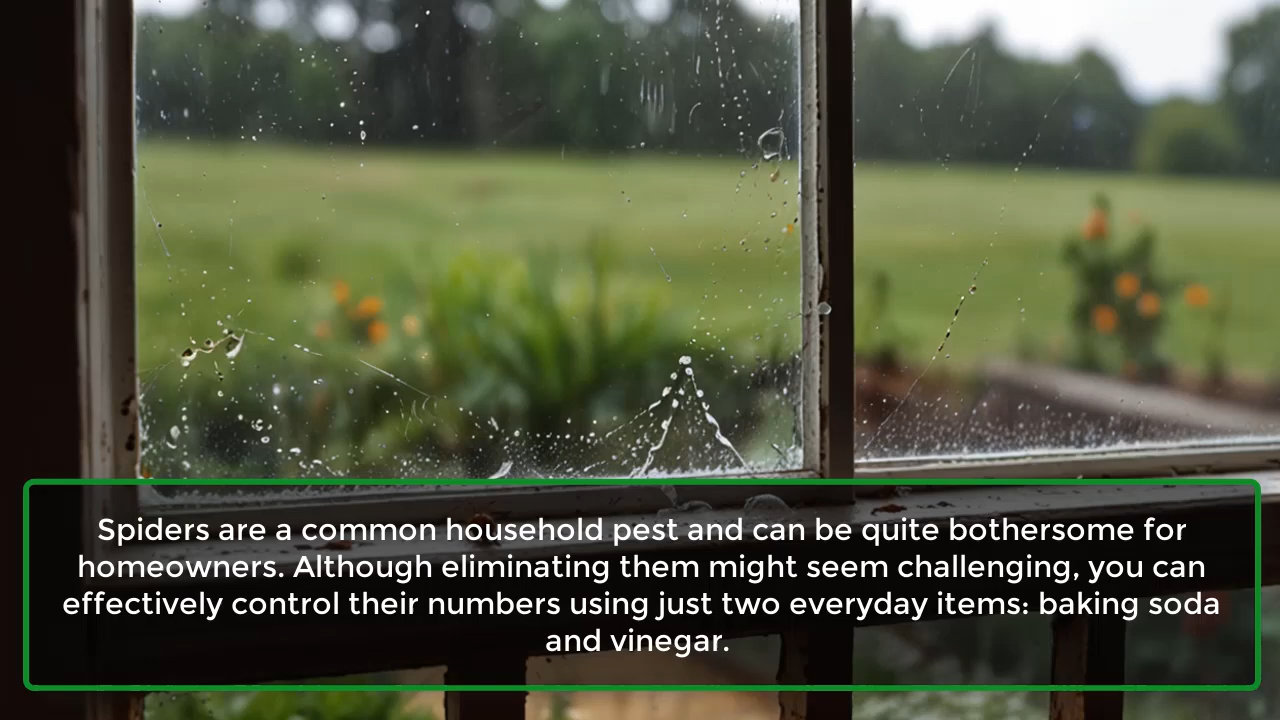 Spiders are a common household pest and can be quite bothersome for
homeowners. Although eliminating them might seem challenging, you can
effectively control their numbers using just two everyday items: baking soda
and vinegar.